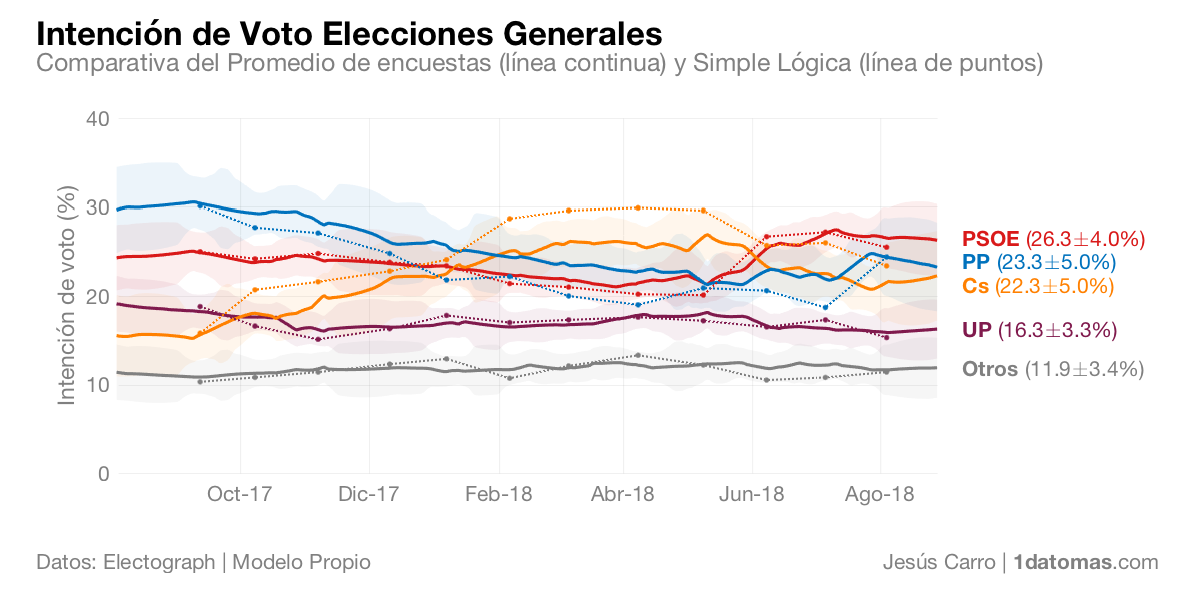 Intención de Voto Elecciones Generales
Comparativa del Promedio de encuestas (línea continua) y Simple Lógica (línea de puntos)
Intención de voto (%)
40
30
20
10
0
Oct-17
Dic-17
Feb-18
Abr-18
Jun-18
Ago-18
PSOE (26.3±4.0%)
PP (23.3±5.0%)
Cs (22.3±5.0%)
UP (16.3±3.3%)
Otros (11.9±3.4%)
Datos: Electograph | Modelo Propio
Jesús Carro | 1datomas.com